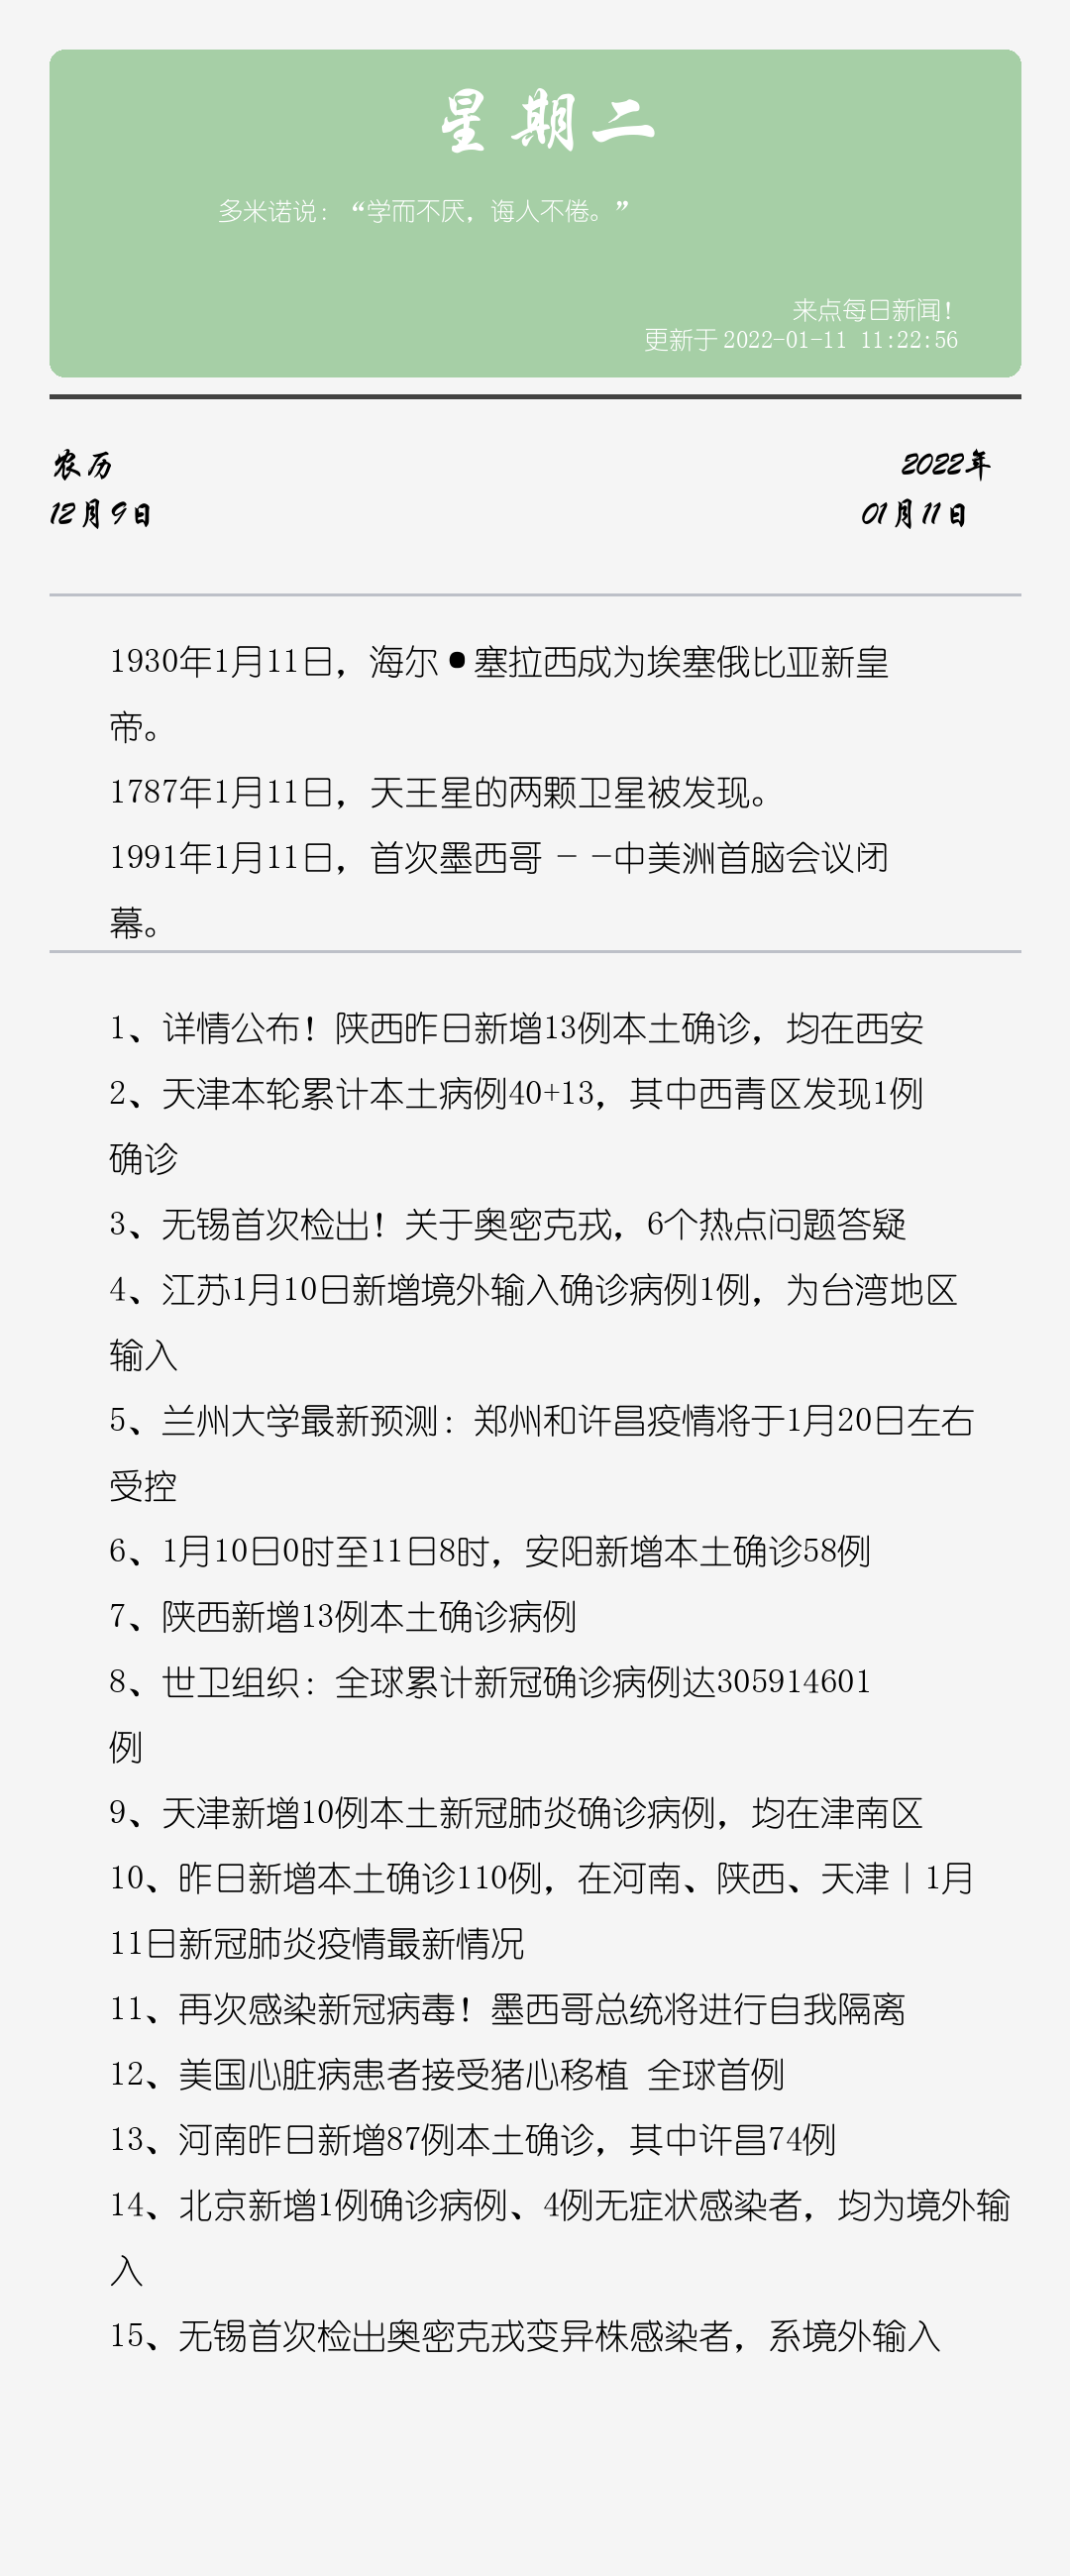 星期二
多米诺说：“学而不厌，诲人不倦。”
来点每日新闻！
更新于 2022-01-11 11:22:56
农历
2022年
12月9日
01月11日
1930年1月11日，海尔●塞拉西成为埃塞俄比亚新皇
帝。
1787年1月11日，天王星的两颗卫星被发现。
1991年1月11日，首次墨西哥－－中美洲首脑会议闭
幕。
1、详情公布！陕西昨日新增13例本土确诊，均在西安
2、天津本轮累计本土病例40+13，其中西青区发现1例
确诊
3、无锡首次检出！关于奥密克戎，6个热点问题答疑
4、江苏1月10日新增境外输入确诊病例1例，为台湾地区
输入
5、兰州大学最新预测：郑州和许昌疫情将于1月20日左右
受控
6、1月10日0时至11日8时，安阳新增本土确诊58例
7、陕西新增13例本土确诊病例
8、世卫组织：全球累计新冠确诊病例达305914601
例
9、天津新增10例本土新冠肺炎确诊病例，均在津南区
10、昨日新增本土确诊110例，在河南、陕西、天津｜1月
11日新冠肺炎疫情最新情况
11、再次感染新冠病毒！墨西哥总统将进行自我隔离
12、美国心脏病患者接受猪心移植 全球首例
13、河南昨日新增87例本土确诊，其中许昌74例
14、北京新增1例确诊病例、4例无症状感染者，均为境外输
入
15、无锡首次检出奥密克戎变异株感染者，系境外输入